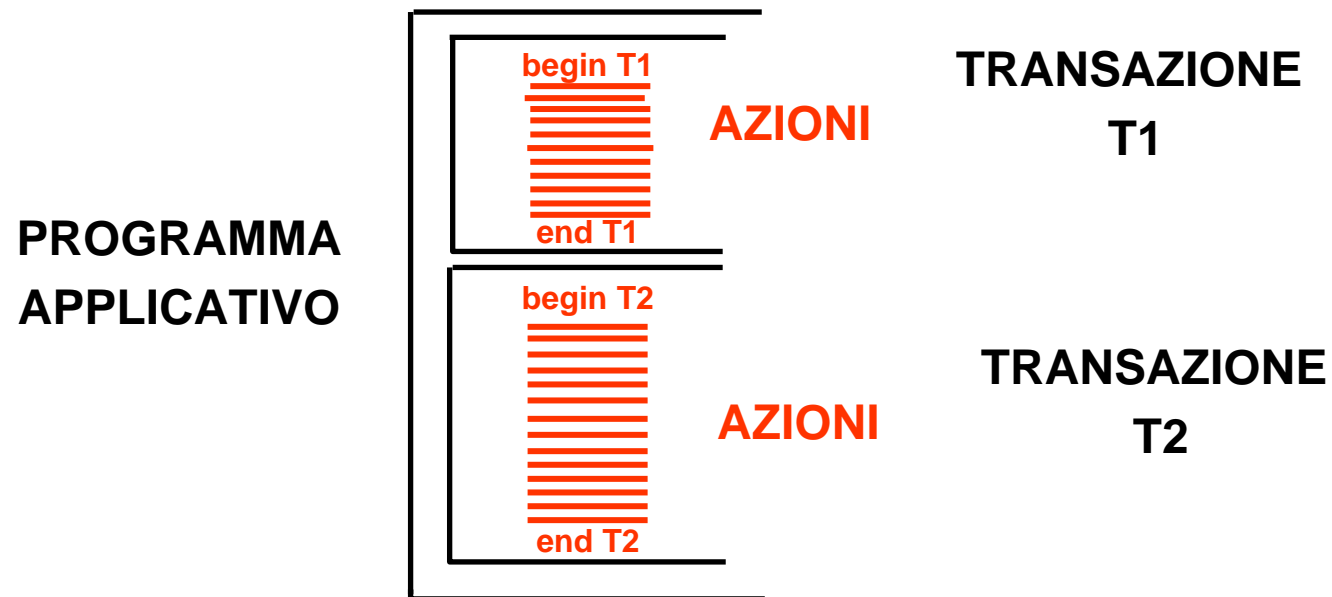 begin T1
AZIONI
end T1
TRANSAZIONE
T1
PROGRAMMA
APPLICATIVO
begin T2
AZIONI
end T2
TRANSAZIONE
T2